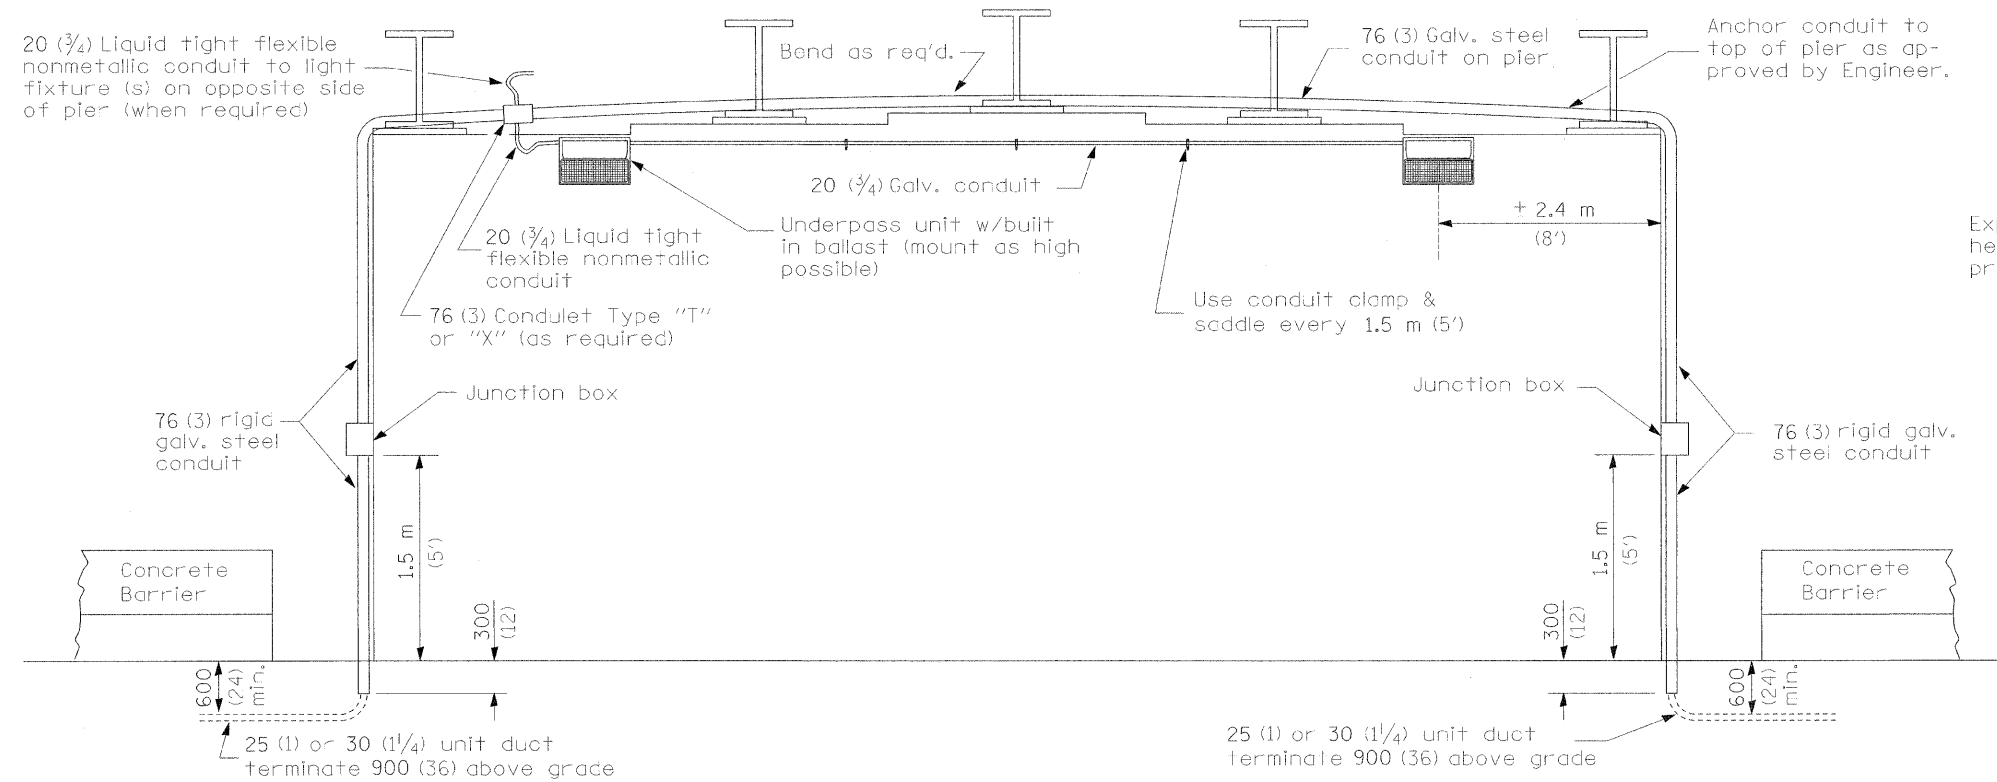 20 (3/4) Liquid tight flexible
nonmetallic conduit to light
fixture (s) on opposite side
of pier (when required)
Bend as req'd.
76 (3) Galv. steel
conduit on pier
Anchor conduit to
top of pier as ap-
proved by Engineer.
20 (3/4) Galv. conduit
± 2.4 m
(8')
20 (3/4) Liquid tight
flexible nonmetallic
conduit
Underpass unit w/built
in ballast (mount as high
possible)
76 (3) Condulet Type "T"
or "X" (as required)
Use conduit clamp &
saddle every 1.5 m (5')
Junction box
Junction box
76 (3) rigid
galv. steel
conduit
76 (3) rigid galv.
steel conduit
1.5 m
(5')
1.5 m
(5')
Concrete
Barrier
Concrete
Barrier
300
(12)
300
(12)
600
(24)
min.
600
(24)
min.
25 (1) or 30 (1 1/4) unit duct
terminate 900 (36) above grade
25 (1) or 30 (1 1/4) unit duct
terminate 900 (36) above grade